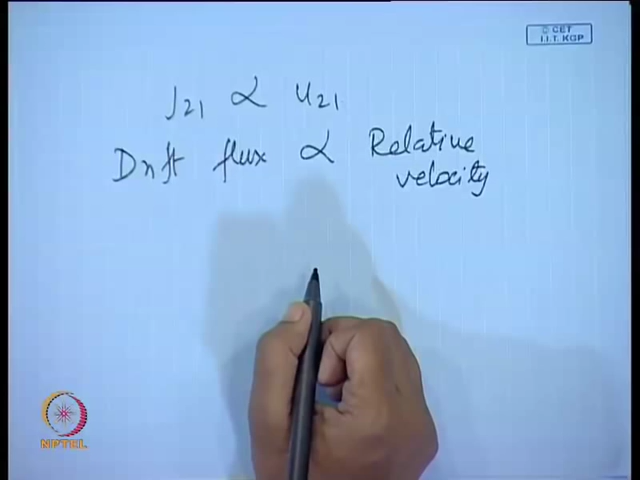 © CET
I.I.T. KGP
J21 ∝ u21
Drift flux ∝ Relative
velocity
NPTEL